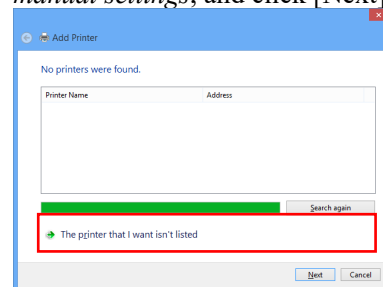 manual settings, and click [Next]
Add Printer
No printers were found.
Printer Name Address
Search again
The printer that I want isn't listed
Next Cancel